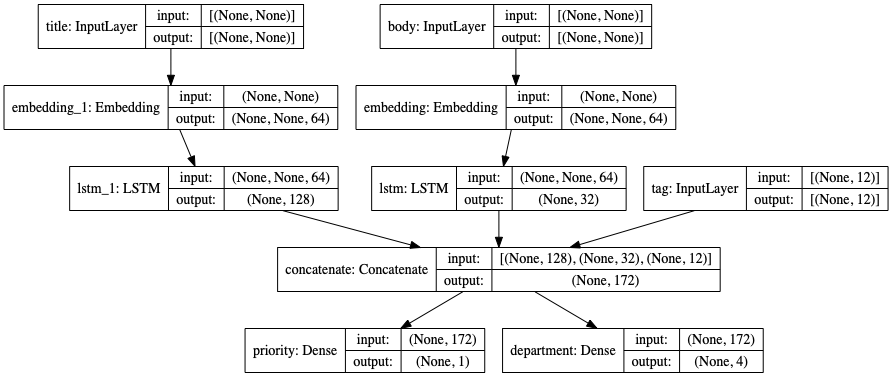 title: InputLayer input: [(None, None)]
output: [(None, None)]
body: InputLayer input: [(None, None)]
output: [(None, None)]
embedding_1: Embedding input: (None, None)
output: (None, None, 64)
embedding: Embedding input: (None, None)
output: (None, None, 64)
lstm_1: LSTM input: (None, None, 64)
output: (None, 128)
lstm: LSTM input: (None, None, 64)
output: (None, 32)
tag: InputLayer input: [(None, 12)]
output: [(None, 12)]
concatenate: Concatenate input: [(None, 128), (None, 32), (None, 12)]
output: (None, 172)
priority: Dense input: (None, 172)
output: (None, 1)
department: Dense input: (None, 172)
output: (None, 4)